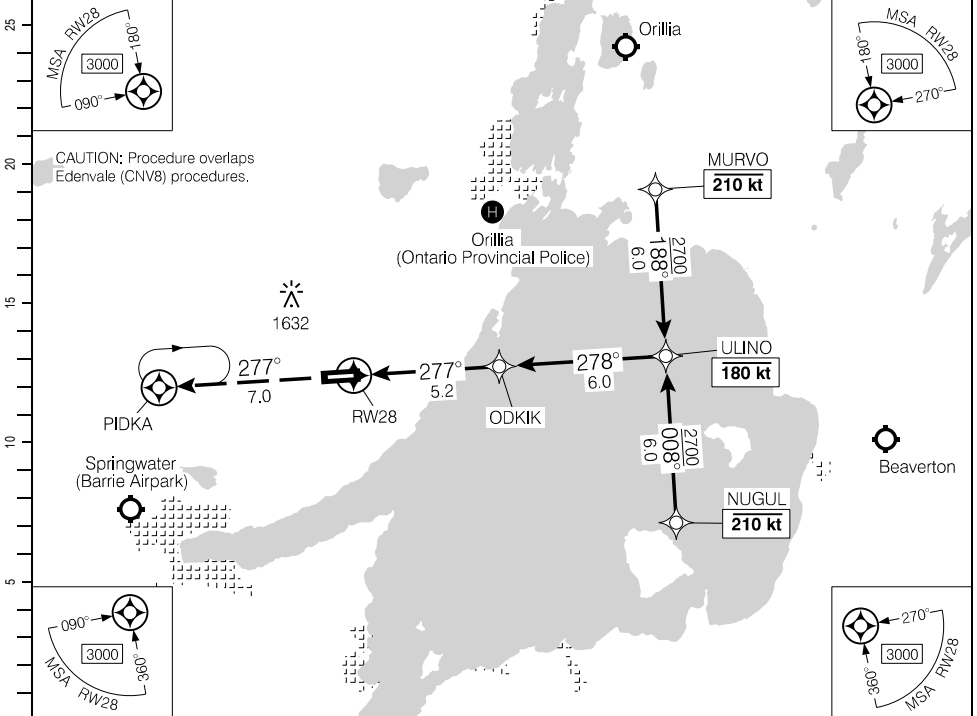 25
20
15
10
5
MSA RW28
180°
3000
090°
MSA RW28
180°
3000
270°
Orillia
CAUTION: Procedure overlaps
Edenvale (CNV8) procedures.
MURVO
210 kt
H
Orillia
(Ontario Provincial Police)
2700
188°
6.0
1632
ULINO
180 kt
277°
7.0
277°
5.2
278°
6.0
PIDKA
RW28
ODKIK
2700
008°
6.0
Springwater
(Barrie Airpark)
Beaverton
NUGUL
210 kt
090°
3000
360°
MSA RW28
270°
3000
360°
MSA RW28